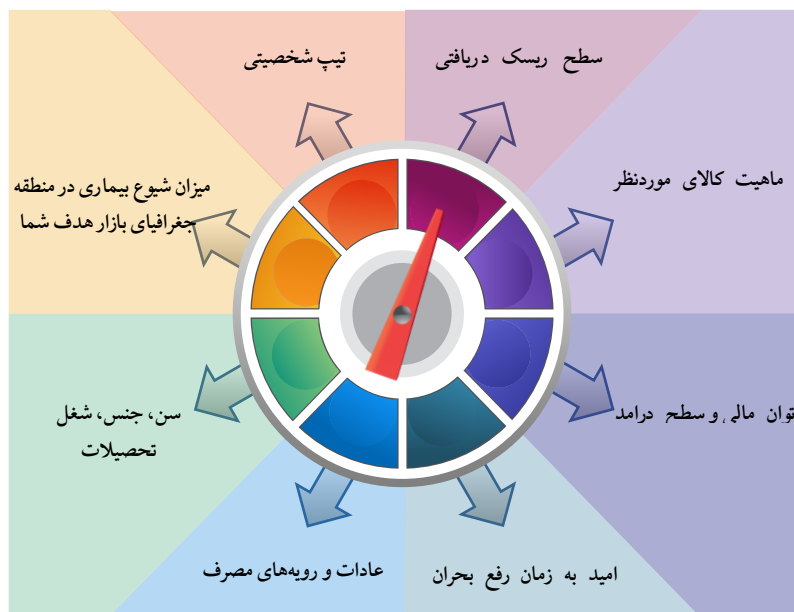 سطح ریسک دریافتی
تیپ شخصیتی
ماهیت کالای موردنظر
میزان شیوع بیماری در منطقه
جغرافیای بازار هدف شما
توان مالی و سطح درامد
سن، جنس، شغل
تحصیلات
امید به زمان رفع بحران
عادات و رویه‌های مصرف